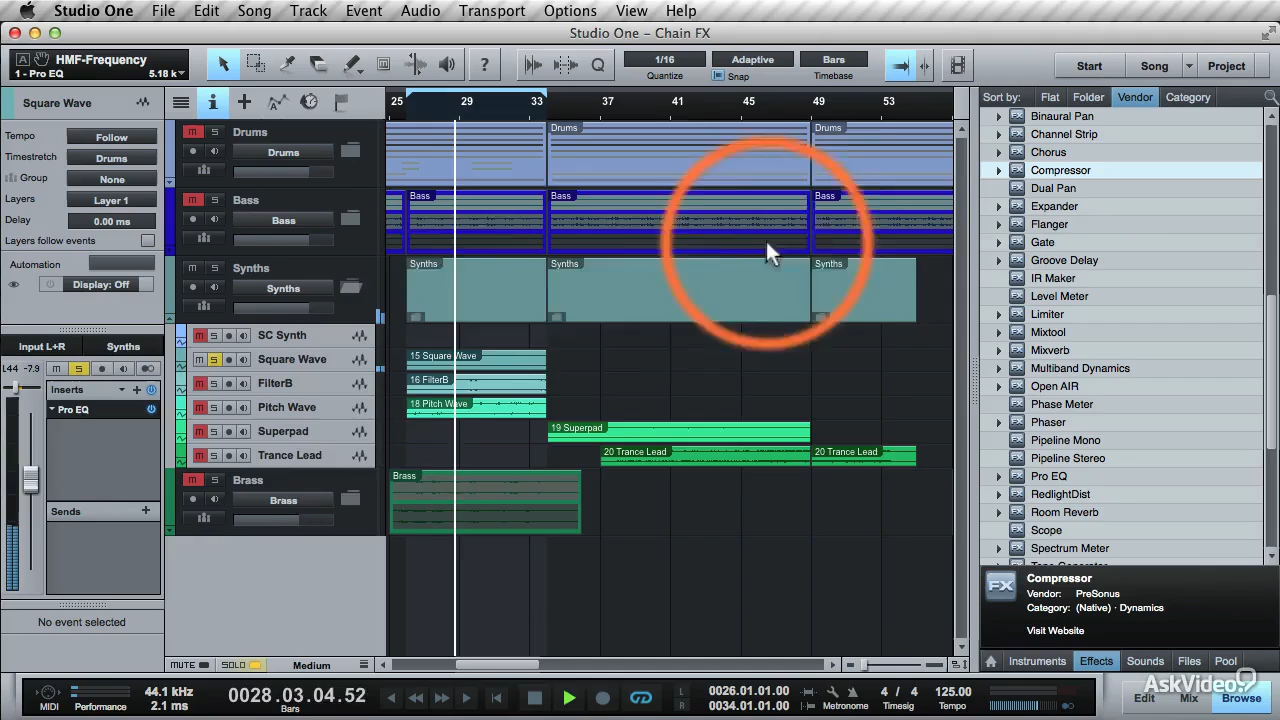 Studio One File Edit Song Track Event Audio Transport Options View Help
Studio One – Chain FX
A HMF-Frequency
1 - Pro EQ 5.18 k
1/16 Adaptive Bars Start Song Project
Quantize Snap Timebase
Square Wave
25 29 33 37 41 45 49 53
Sort by: Flat Folder Vendor Category
Tempo Follow
Timestretch Drums
Group None
Layers Layer 1
Delay 0.00 ms
Layers follow events
Automation
Display: Off
Input L+R Synths
M S
L44 -7.9
Inserts
Pro EQ
Sends
No event selected
M S Drums
Drums
M S Bass
Bass
M S Synths
Synths
M S SC Synth
M S Square Wave
M S FilterB
M S Pitch Wave
M S Superpad
M S Trance Lead
M S Brass
Brass
Drums Drums
Bass Bass Bass
Synths Synths Synths
15 Square Wave
16 FilterB
18 Pitch Wave
19 Superpad
20 Trance Lead 20 Trance Lead
Brass
Binaural Pan
Channel Strip
Chorus
Compressor
Dual Pan
Expander
Flanger
Gate
Groove Delay
IR Maker
Level Meter
Limiter
Mixtool
Mixverb
Multiband Dynamics
Open AIR
Phase Meter
Phaser
Pipeline Mono
Pipeline Stereo
Pro EQ
RedlightDist
Room Reverb
Scope
Spectrum Meter
Tone Generator
FX Compressor
Vendor: PreSonus
Category: (Native) · Dynamics
Visit Website
MUTE SOLO Medium
Instruments Effects Sounds Files Pool
MIDI 44.1 kHz
2.1 ms
Performance
0028.03.04.52
Bars
L 0026.01.01.00
R 0034.01.01.00
Metronome
4 / 4
Timesig
125.00
Tempo
Edit Mix Browse
AskVideo